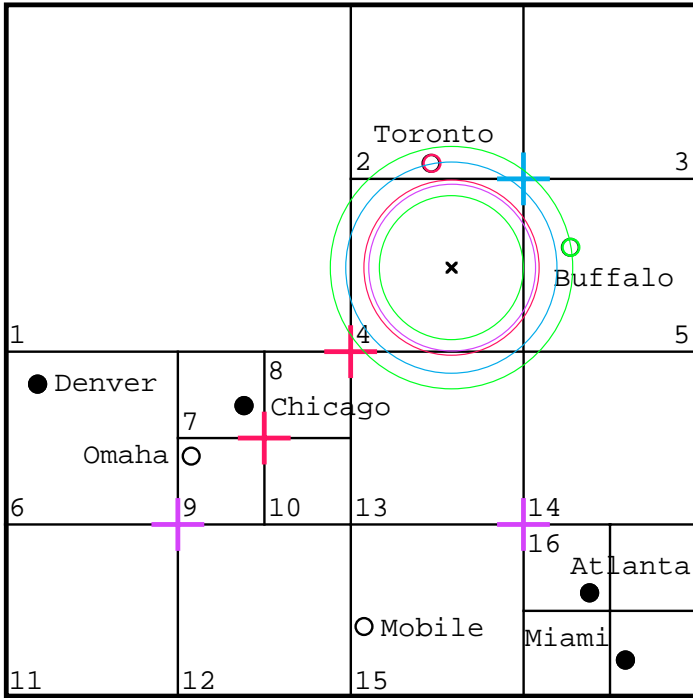 Toronto
2 3
Buffalo
1 4 5
8
Denver
Chicago
7
Omaha
6 9 10 13 14
16
Atlanta
Mobile Miami
11 12 15